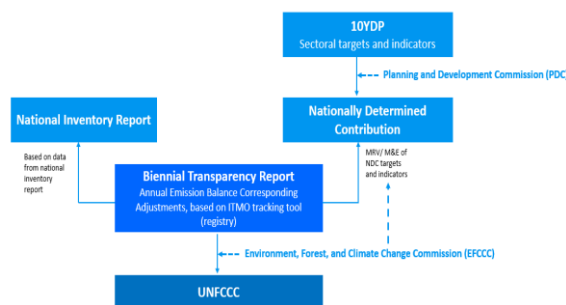 10YDP
Sectoral targets and indicators
Planning and Development Commission (PDC)
National Inventory Report
Nationally Determined
Contribution
Based on data
from national
inventory
report
MRV/ M&E of
NDC targets
and indicators
Biennial Transparency Report
Annual Emission Balance Corresponding
Adjustments, based on ITMO tracking tool
(registry)
Environment, Forest, and Climate Change Commission (EFCCC)
UNFCCC